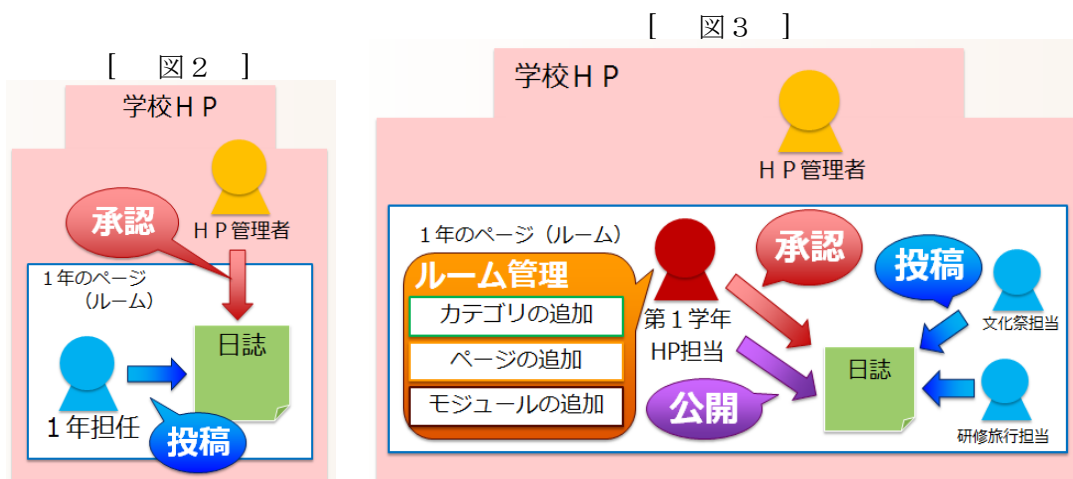 [　図２　]
学校ＨＰ
承認
ＨＰ管理者
１年のページ
（ルーム）
日誌
１年担任
投稿
[　図３　]
学校ＨＰ
ＨＰ管理者
１年のページ（ルーム）
ルーム管理
カテゴリの追加
ページの追加
モジュールの追加
第１学年
HP担当
承認
公開
投稿
日誌
文化祭担当
研修旅行担当